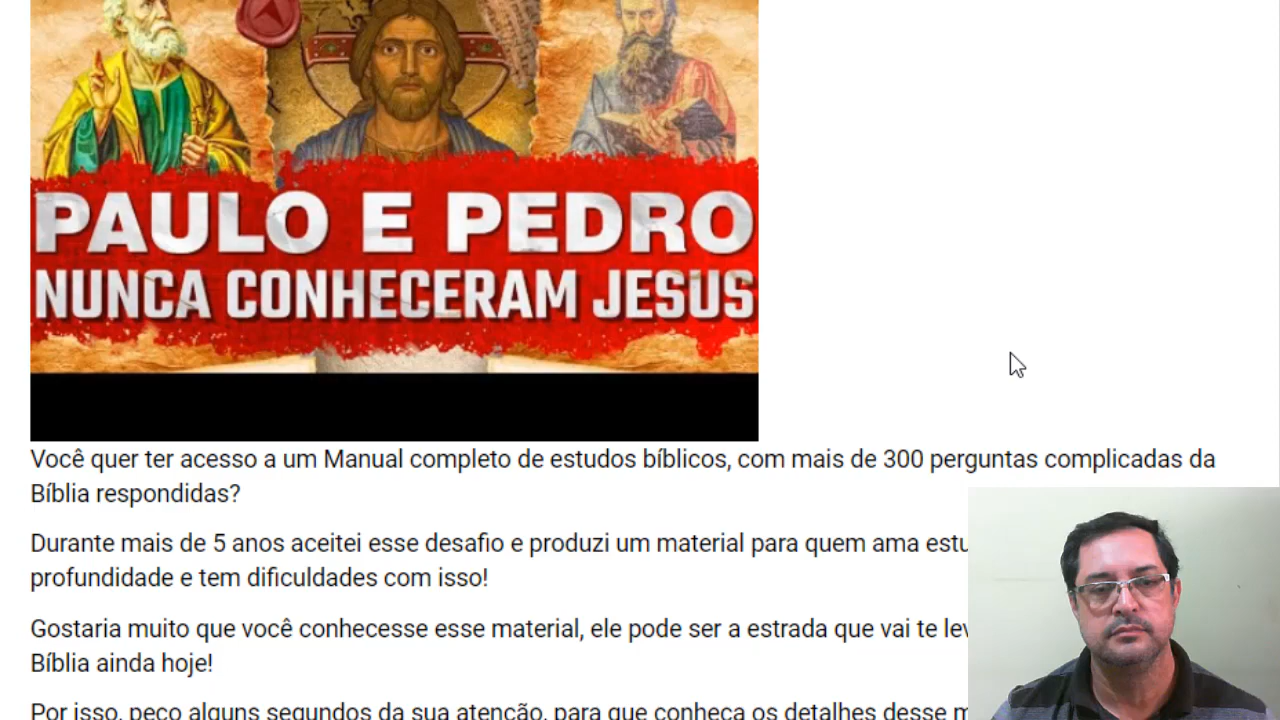 PAULO E PEDRO
NUNCA CONHECERAM JESUS
Você quer ter acesso a um Manual completo de estudos bíblicos, com mais de 300 perguntas complicadas da
Bíblia respondidas?
Durante mais de 5 anos aceitei esse desafio e produzi um material para quem ama
profundidade e tem dificuldades com isso!
Gostaria muito que você conhecesse esse material, ele pode ser a estrada que vai te
Bíblia ainda hoje!
Por isso, peço alguns segundos da sua atenção, para que conheça os detalhes desse